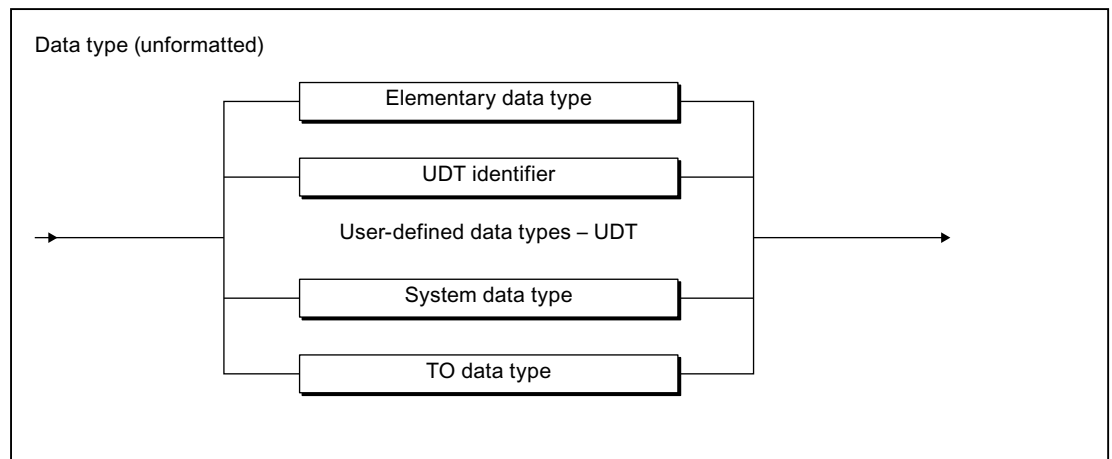 Data type (unformatted)
Elementary data type
UDT identifier
User-defined data types – UDT
System data type
TO data type